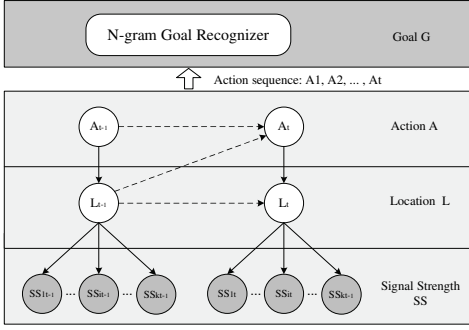 N-gram Goal Recognizer
Goal G
Action sequence: A1, A2, ... , At
At-1
At
Action A
Lt-1
Lt
Location L
SS1t-1 ... SSit-1 ... SSkt-1
SS1t ... SSit ... SSkt-1
Signal Strength
SS